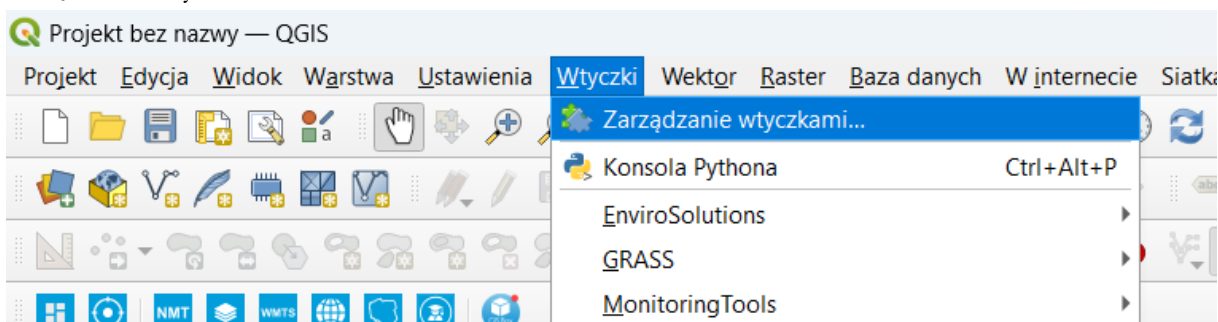 Projekt bez nazwy — QGIS
Projekt Edycja Widok Warstwa Ustawienia Wtyczki Wektor Raster Baza danych W internecie Siatka
Zarządzanie wtyczkami...
a
Konsola Pythona Ctrl+Alt+P
EnviroSolutions
GRASS
NMT WMTS
MonitoringTools